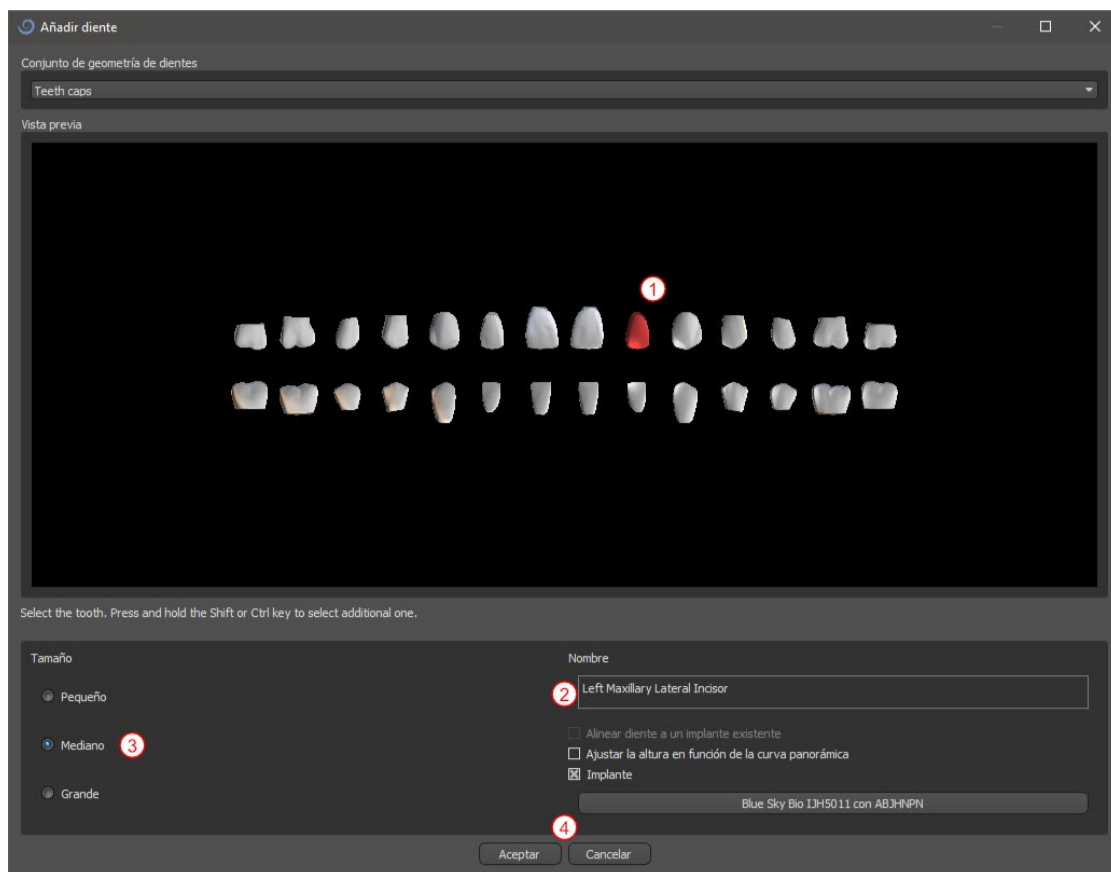 Añadir diente
Conjunto de geometría de dientes
Teeth caps
Vista previa
1
Select the tooth. Press and hold the Shift or Ctrl key to select additional one.
Tamaño
Pequeño
Mediano
3
Grande
Nombre
2
Left Maxillary Lateral Incisor
Alinear diente a un implante existente
Ajustar la altura en función de la curva panorámica
Implante
Blue Sky Bio IJH5011 con ABJHNPN
4
Aceptar
Cancelar